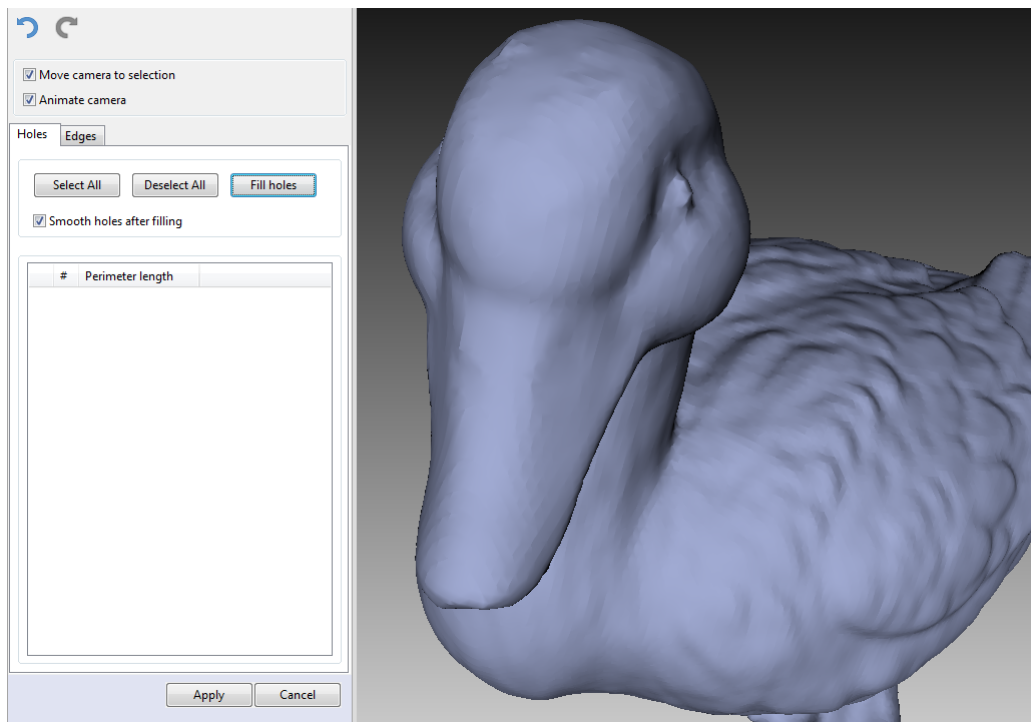 Move camera to selection
Animate camera
Holes Edges
Select All Deselect All Fill holes
Smooth holes after filling
# Perimeter length
Apply Cancel